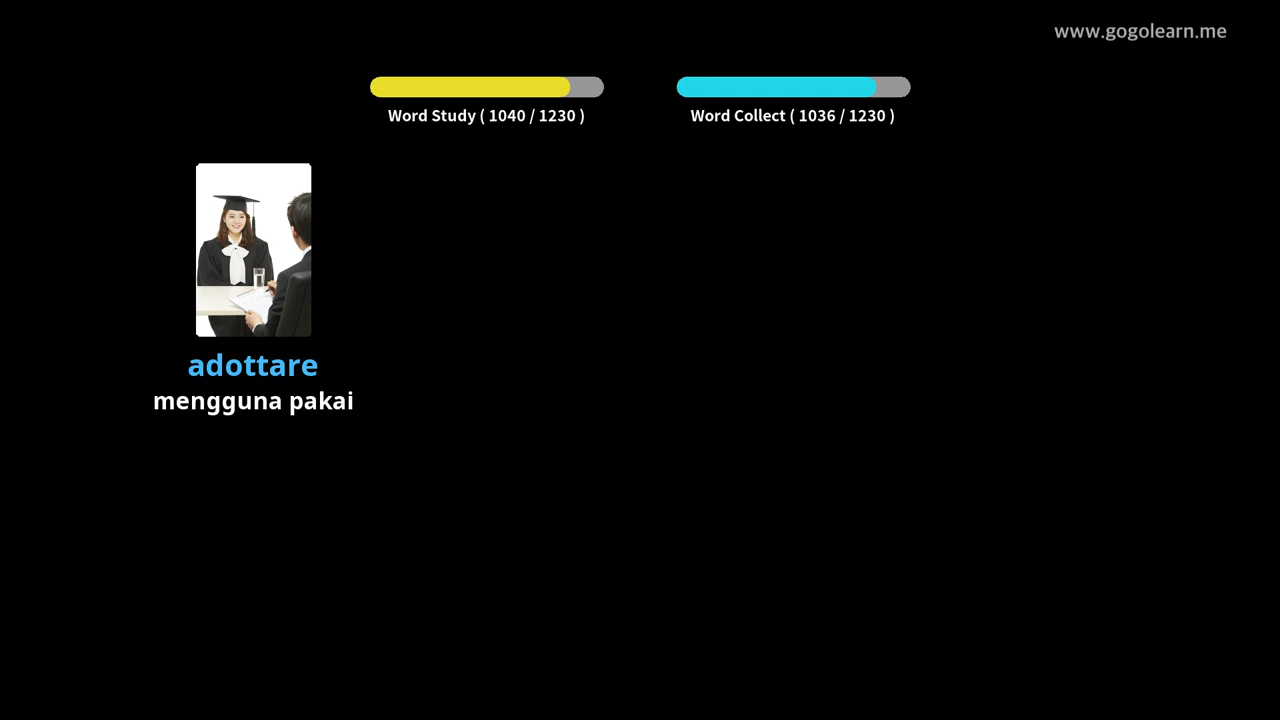 www.gogolearn.me
Word Study ( 1040 / 1230 )
Word Collect ( 1036 / 1230 )
adottare
mengguna pakai